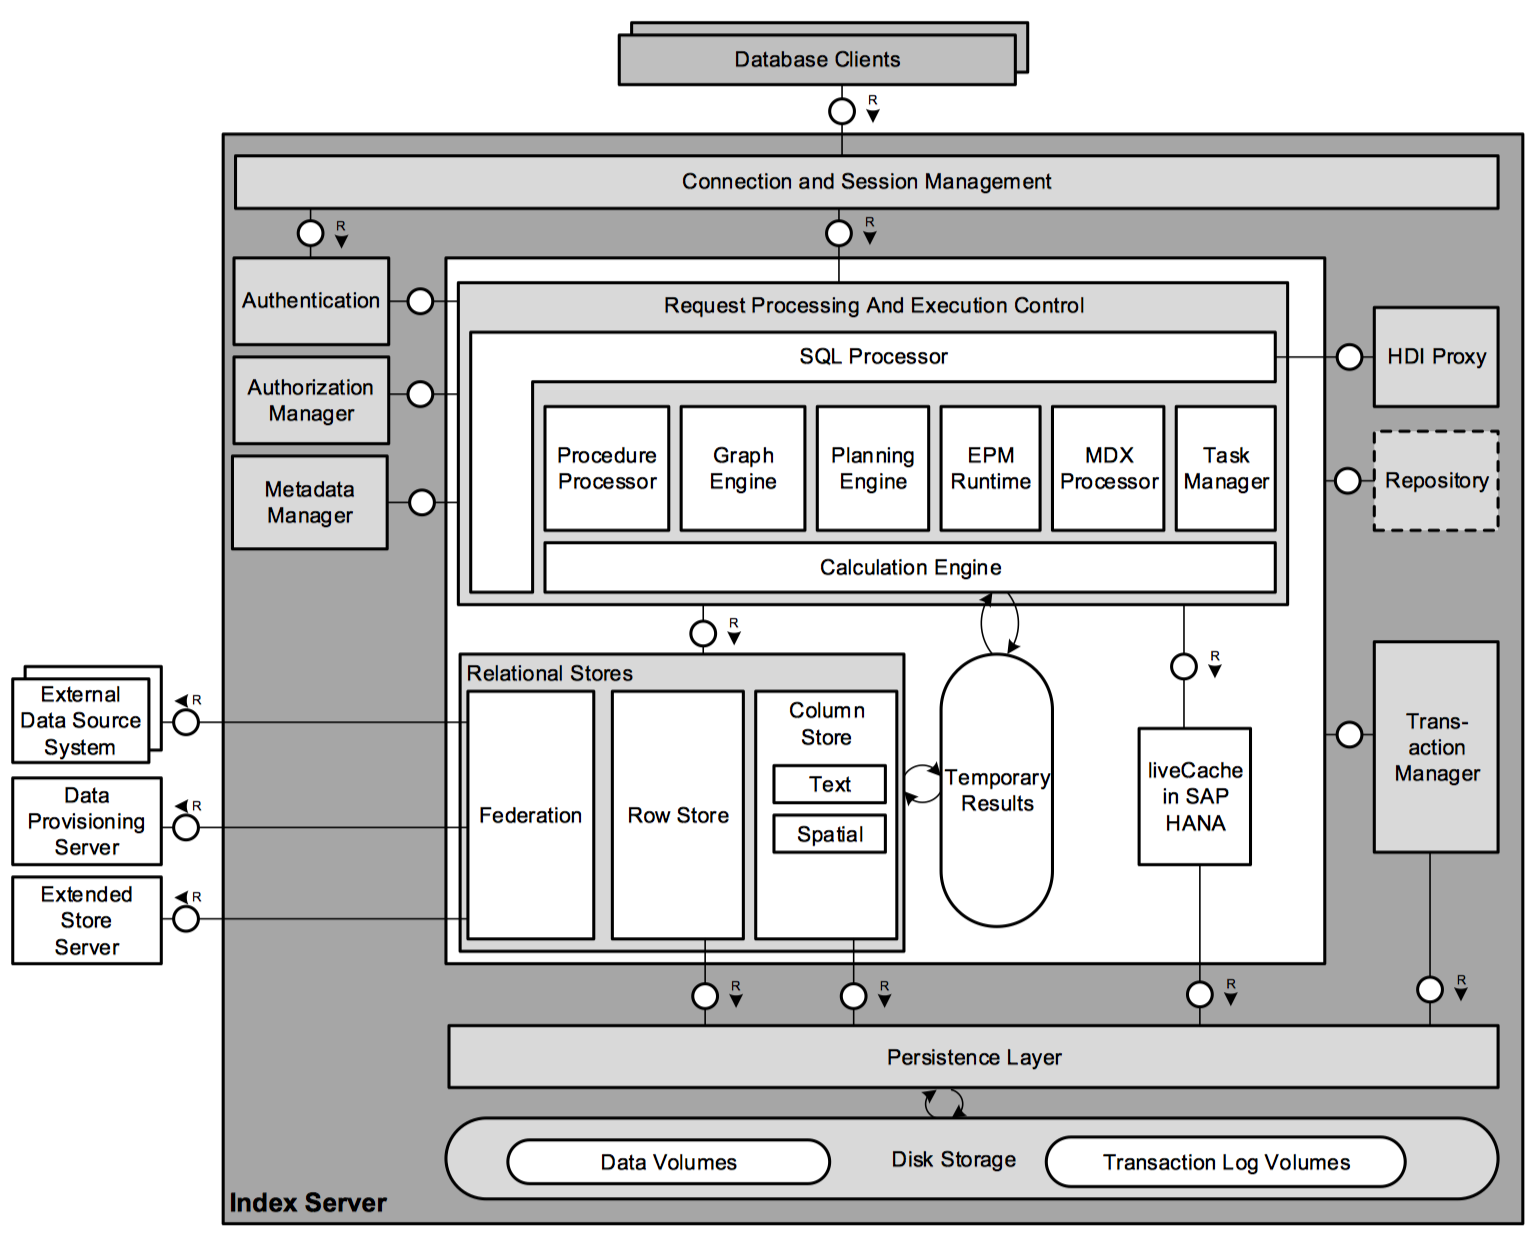 Database Clients
R
Connection and Session Management
R
R
Authentication
Request Processing And Execution Control
SQL Processor
HDI Proxy
Authorization
Manager
Procedure
Processor
Graph
Engine
Planning
Engine
EPM
Runtime
MDX
Processor
Task
Manager
Repository
Metadata
Manager
Calculation Engine
R
R
Relational Stores
External
Data Source
System
R
Data
Provisioning
Server
R
Extended
Store
Server
R
Federation
Row Store
Column
Store
Text
Spatial
Temporary
Results
liveCache
in SAP
HANA
Trans-
action
Manager
R
R
R
R
Persistence Layer
Data Volumes
Disk Storage
Transaction Log Volumes
Index Server